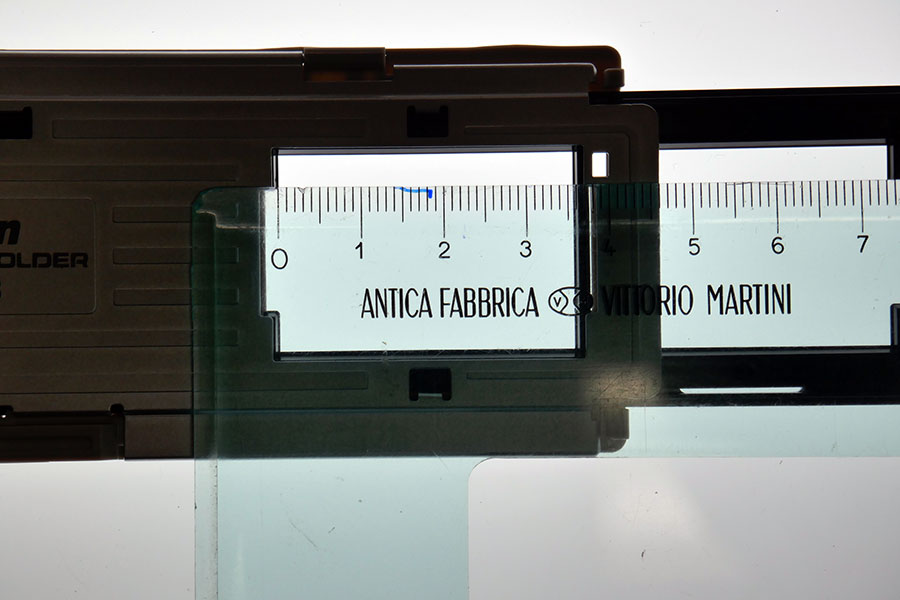 OLDER
0 1 2 3 4 5 6 7
ANTICA FABBRICA VITTORIO MARTINI